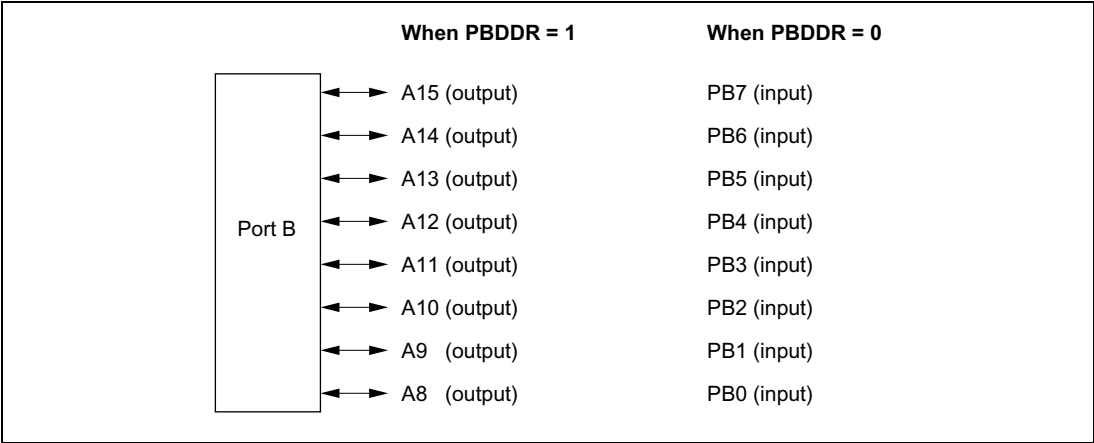 When PBDDR = 1 When PBDDR = 0
A15 (output) PB7 (input)
A14 (output) PB6 (input)
A13 (output) PB5 (input)
Port B A12 (output) PB4 (input)
A11 (output) PB3 (input)
A10 (output) PB2 (input)
A9 (output) PB1 (input)
A8 (output) PB0 (input)